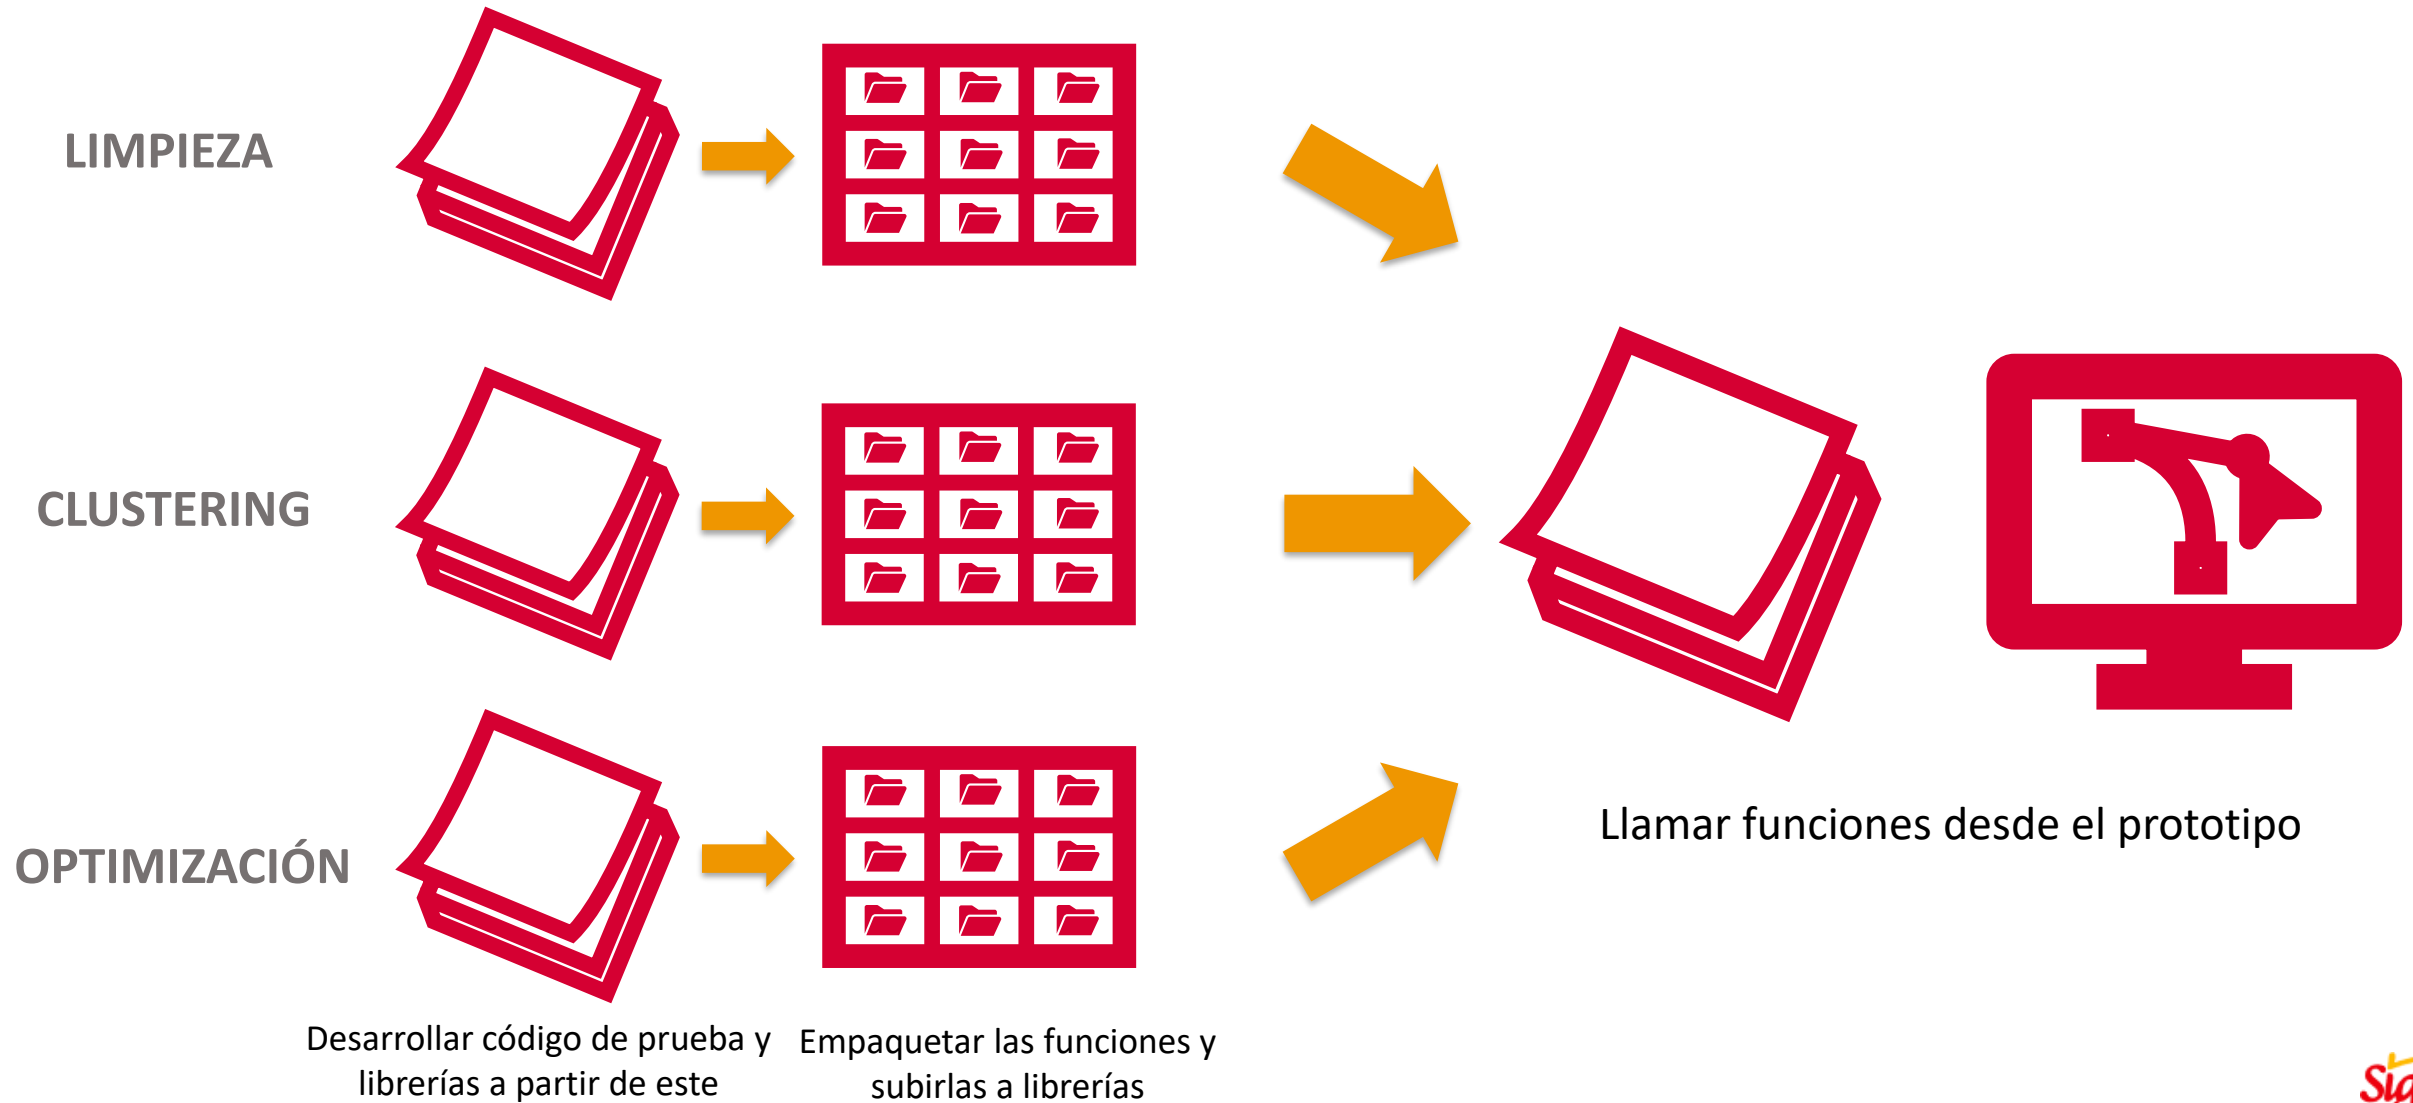 LIMPIEZA
CLUSTERING
OPTIMIZACIÓN
Desarrollar código de prueba y
librerías a partir de este
Empaquetar las funciones y
subirlas a librerías
Llamar funciones desde el prototipo